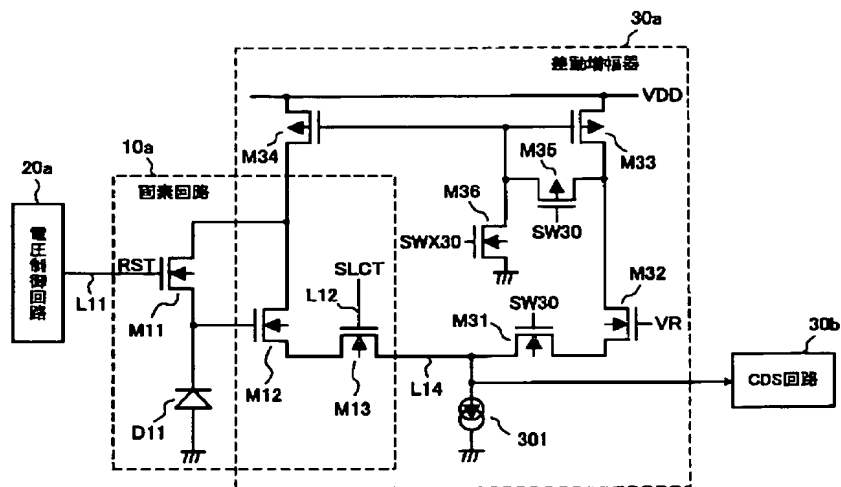 30a
差動増幅器
VDD
M34
M33
10a
画素回路
20a
電圧制御回路
M35
M36
SWX30
SW30
RST
L11
M11
SLCT
L12
M12
M13
L14
M31
SW30
M32
VR
30b
CDS回路
D11
301